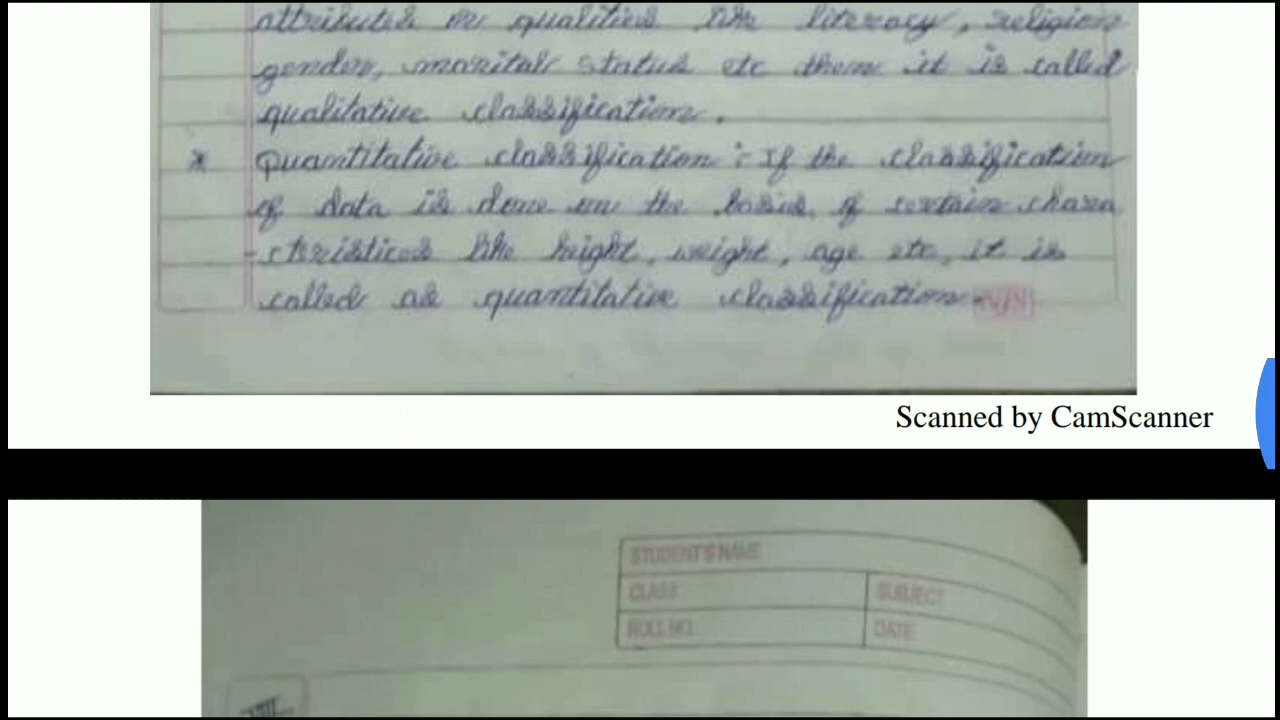 attributes or qualities like literacy, religion
gender, marital status etc then it is called
qualitative classification.
* Quantitative classification :- If the classification
of data is done on the basis of certain chara
-cteristices like height, weight, age etc, it is
called as quantitative classification.
Scanned by CamScanner
STUDENT'S NAME
CLASS SUBJECT
ROLL NO. DATE